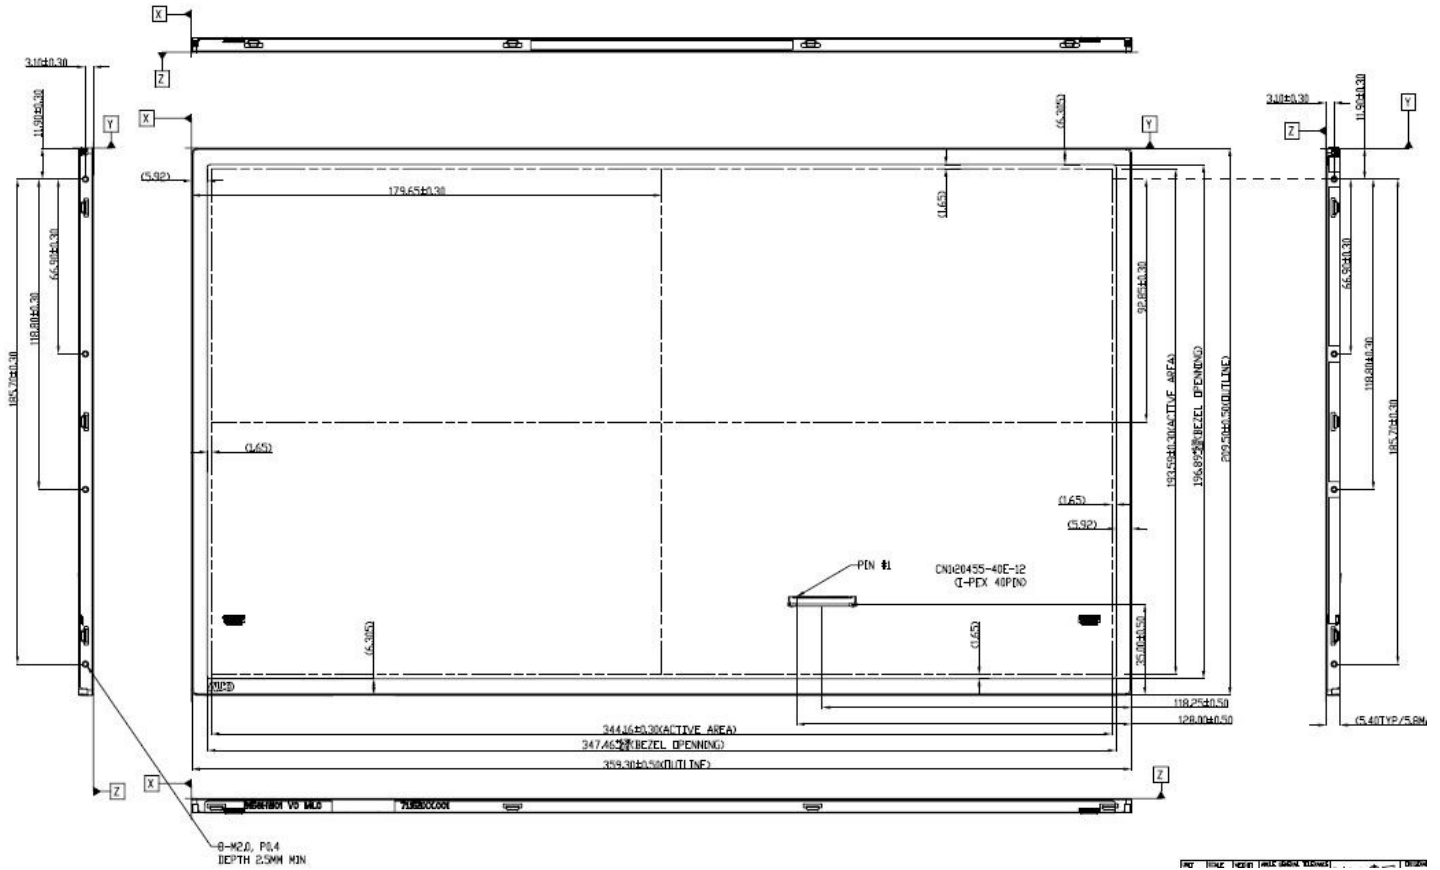 X
Z
3.10±0.30
11.90±0.30
Y
X
(6.305)
Y
3.10±0.30
11.90±0.30
Z
Y
(5.92)
179.65±0.30
(1.65)
66.90±0.30
118.80±0.30
185.70±0.30
92.85±0.30
193.59±0.30(ACTIVE AREA)
(BEZEL OPENNING)
209.50±0.50(OUTLINE)
66.90±0.30
118.80±0.30
185.70±0.30
(1.65)
(1.65)
(5.92)
PIN #1
CN1:20455-40E-12
(I-PEX 40PIN)
(6.305)
(1.65)
35.00±0.50
AUO
118.25±0.50
128.00±0.50
(5.40TYP/5.8M
344.16±0.30(ACTIVE AREA)
(BEZEL OPENNING)
359.30±0.50(OUTLINE)
X
Z
Z
8-M2.0, P0.4
DEPTH 2.5MM MIN